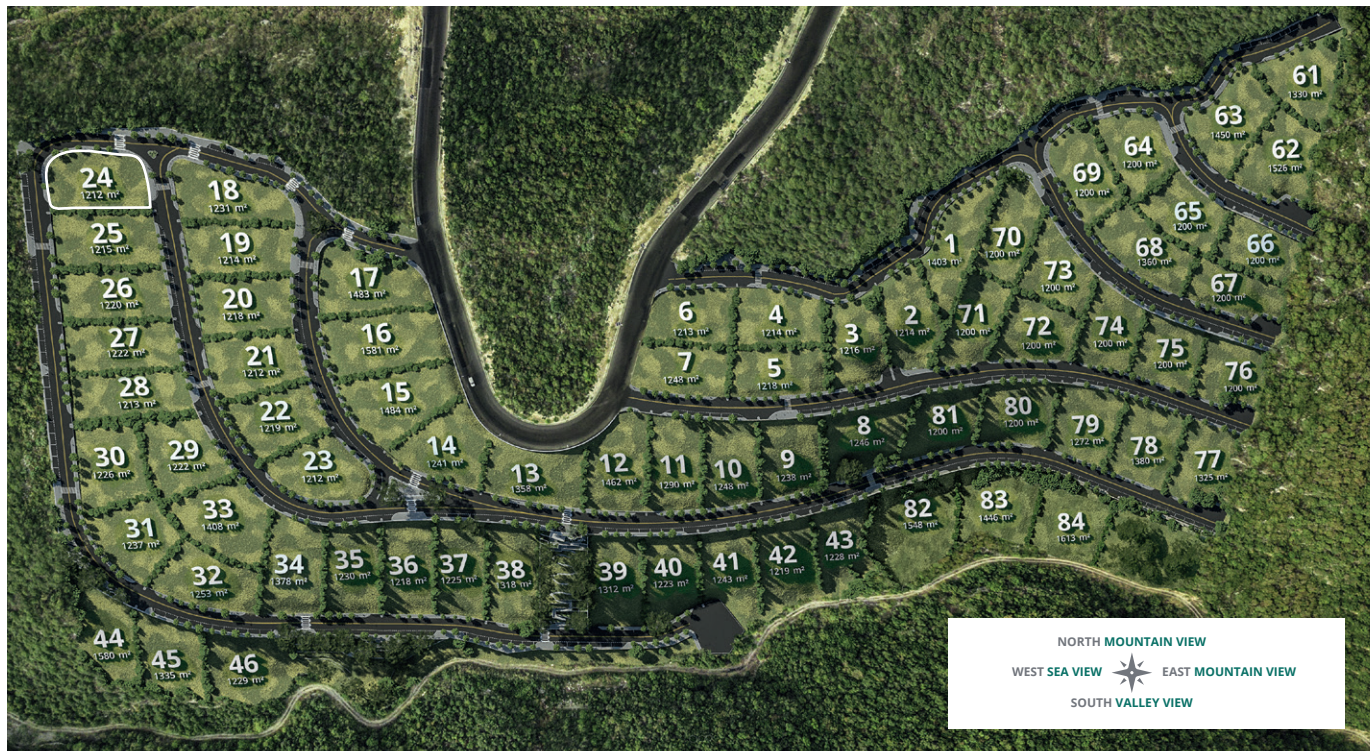 61
1330 m²
63
1450 m²
64
1200 m²
62
1526 m²
69
1200 m²
24
1212 m²
18
1231 m²
65
1200 m²
25
1215 m²
19
1214 m²
1
1403 m²
70
1200 m²
68
1360 m²
66
1200 m²
17
1483 m²
73
1200 m²
67
1200 m²
26
1220 m²
20
1218 m²
6
1213 m²
4
1214 m²
3
1216 m²
2
1214 m²
71
1200 m²
72
1200 m²
74
1200 m²
27
1222 m²
21
1212 m²
16
1581 m²
75
1200 m²
7
1248 m²
5
1218 m²
76
1200 m²
28
1213 m²
15
1484 m²
22
1219 m²
81
1200 m²
80
1200 m²
8
1246 m²
79
1272 m²
30
1226 m²
29
1222 m²
23
1212 m²
14
1241 m²
13
1358 m²
12
1462 m²
11
1290 m²
10
1248 m²
9
1238 m²
78
1380 m²
77
1325 m²
31
1237 m²
33
1408 m²
82
1548 m²
83
1446 m²
84
1613 m²
32
1253 m²
34
1378 m²
35
1230 m²
36
1218 m²
37
1225 m²
38
1318 m²
39
1312 m²
40
1223 m²
41
1243 m²
42
1219 m²
43
1228 m²
44
1580 m²
45
1335 m²
46
1229 m²
NORTH MOUNTAIN VIEW
WEST SEA VIEW EAST MOUNTAIN VIEW
SOUTH VALLEY VIEW